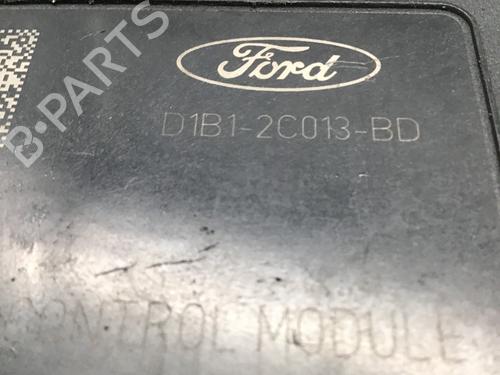 Ford
D1B1-2C013-BD
CONTROL MODULE
B-PARTS